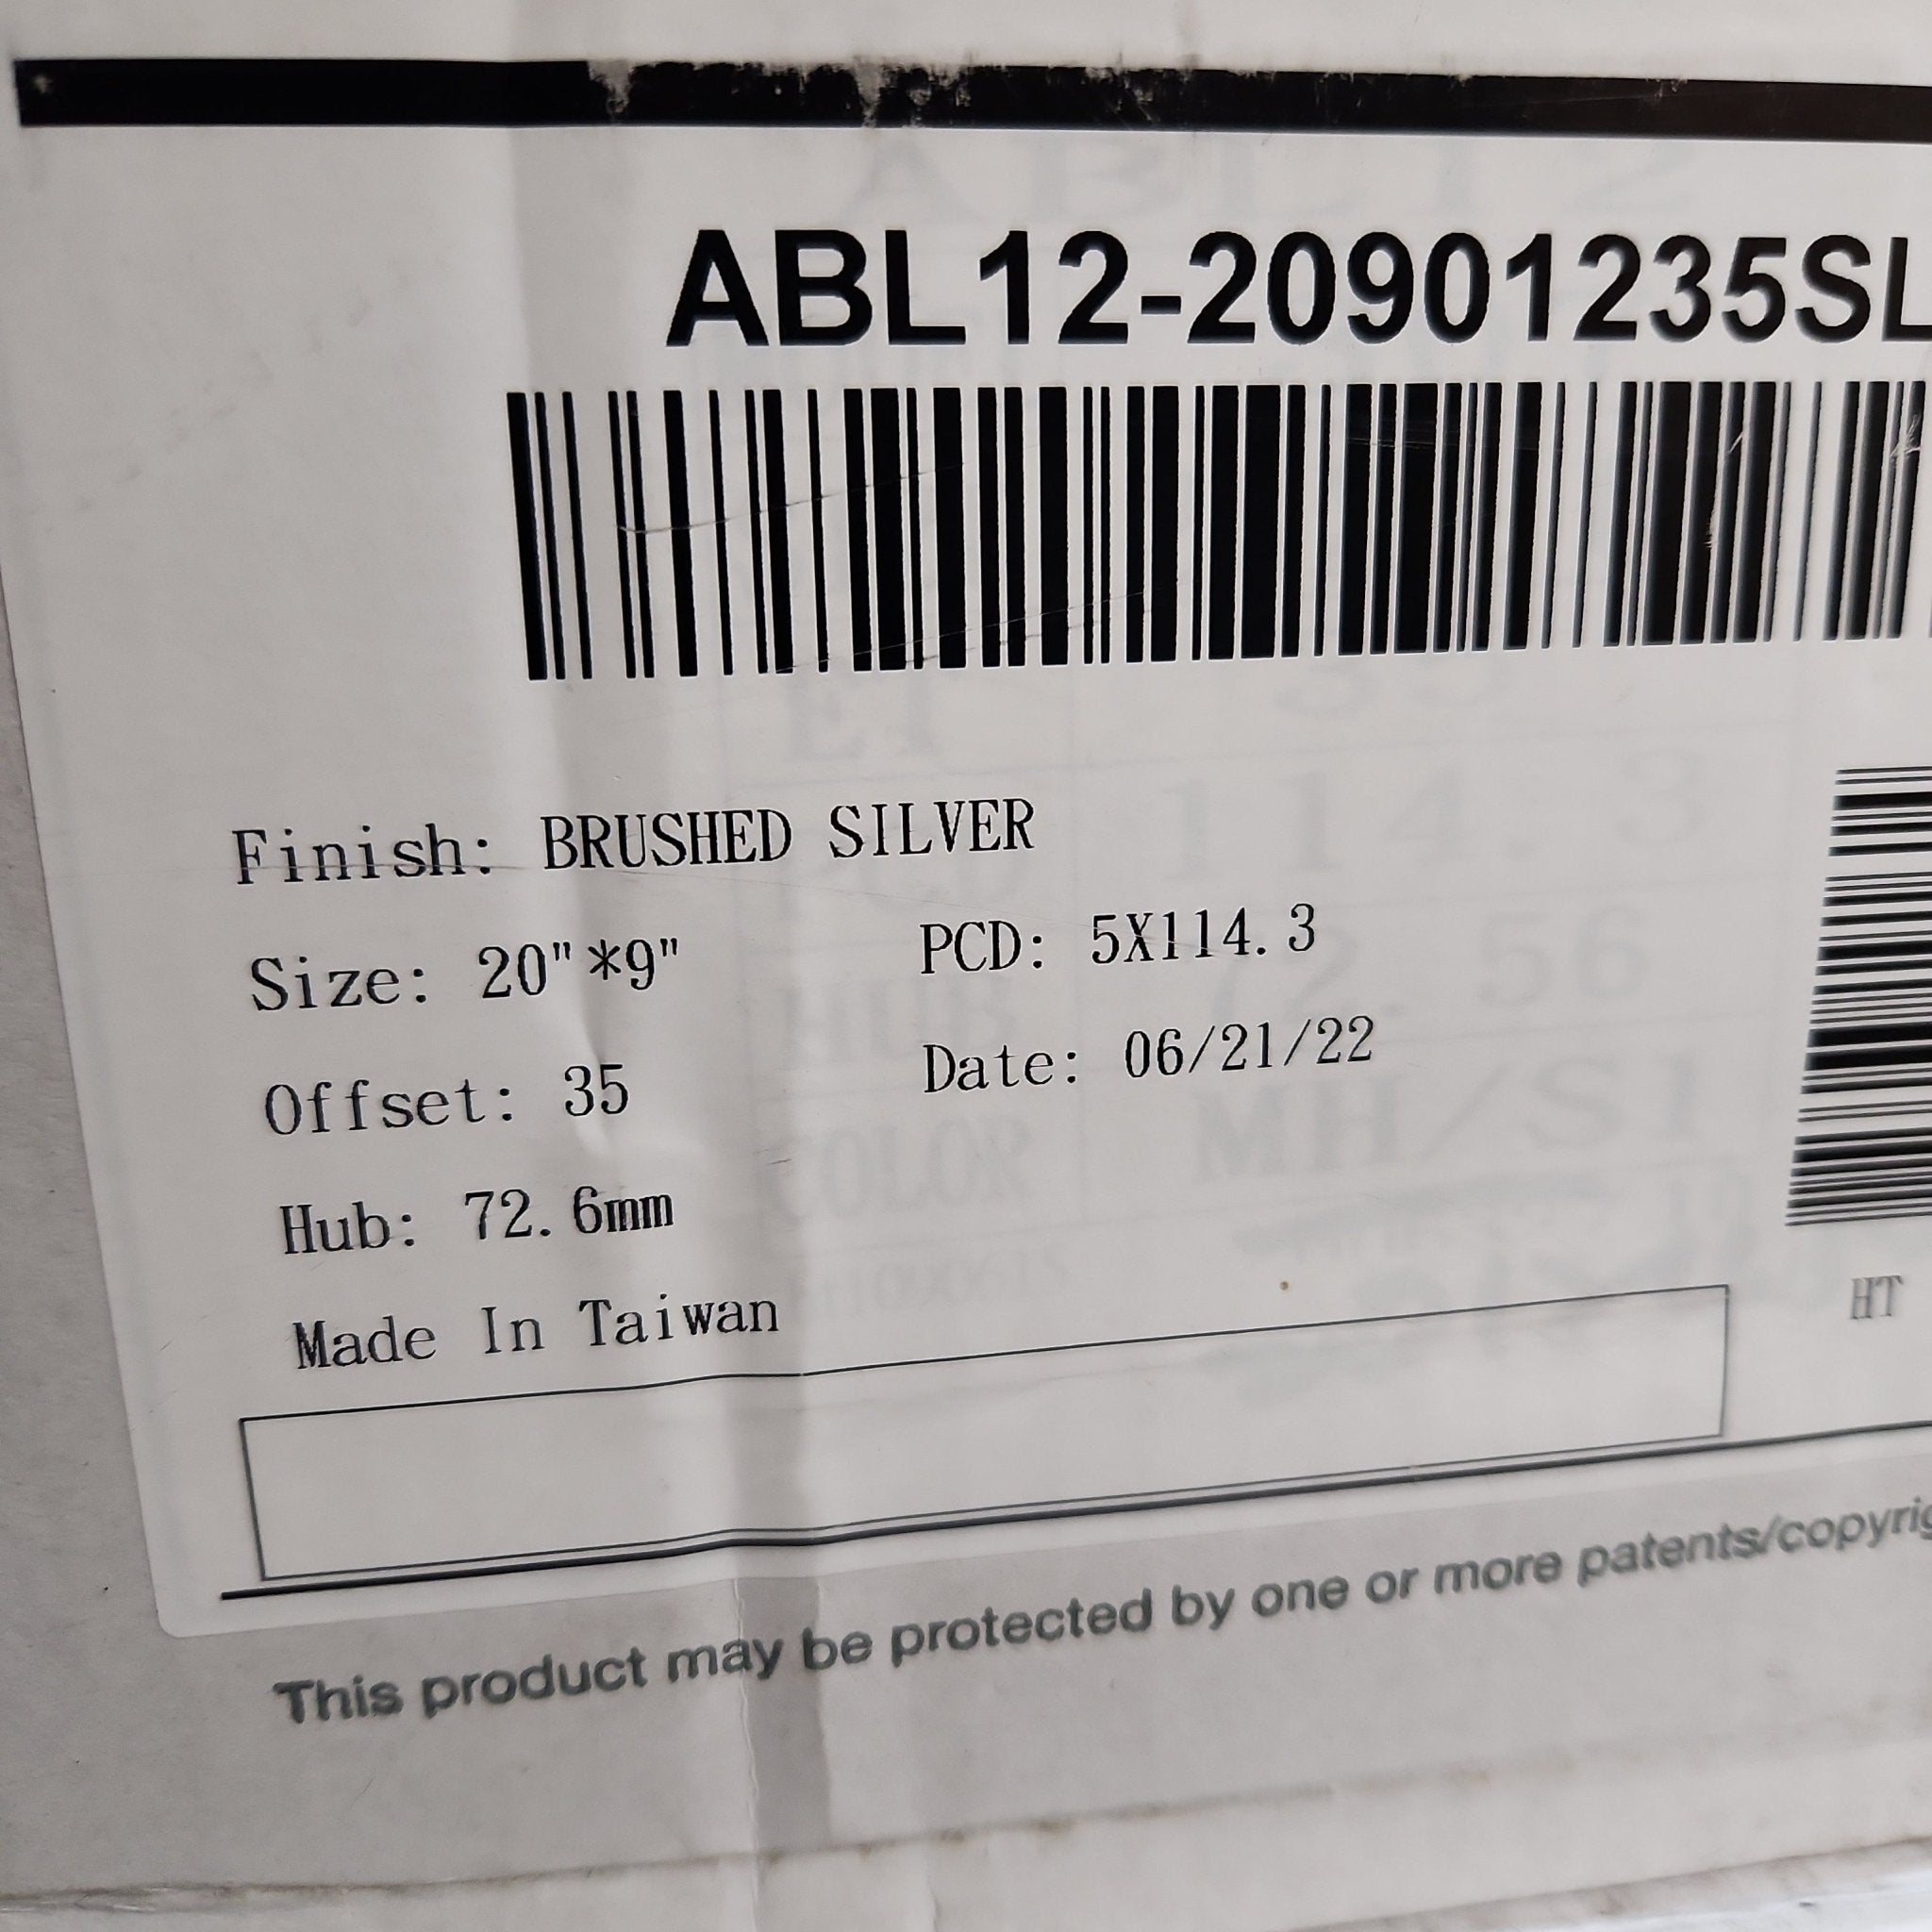 ABL12-20901235SL
Finish: BRUSHED SILVER
Size: 20"*9"
PCD: 5X114.3
Offset: 35
Date: 06/21/22
Hub: 72.6mm
Made In Taiwan
HT
This product may be protected by one or more patents/copyrig